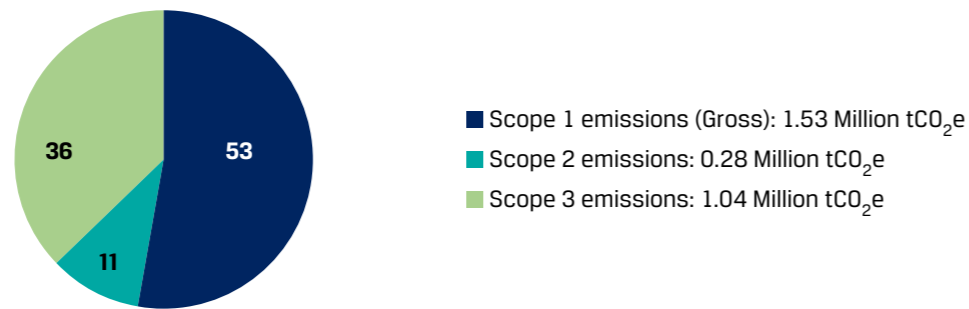 36
53
11
Scope 1 emissions (Gross): 1.53 Million tCO₂e
Scope 2 emissions: 0.28 Million tCO₂e
Scope 3 emissions: 1.04 Million tCO₂e